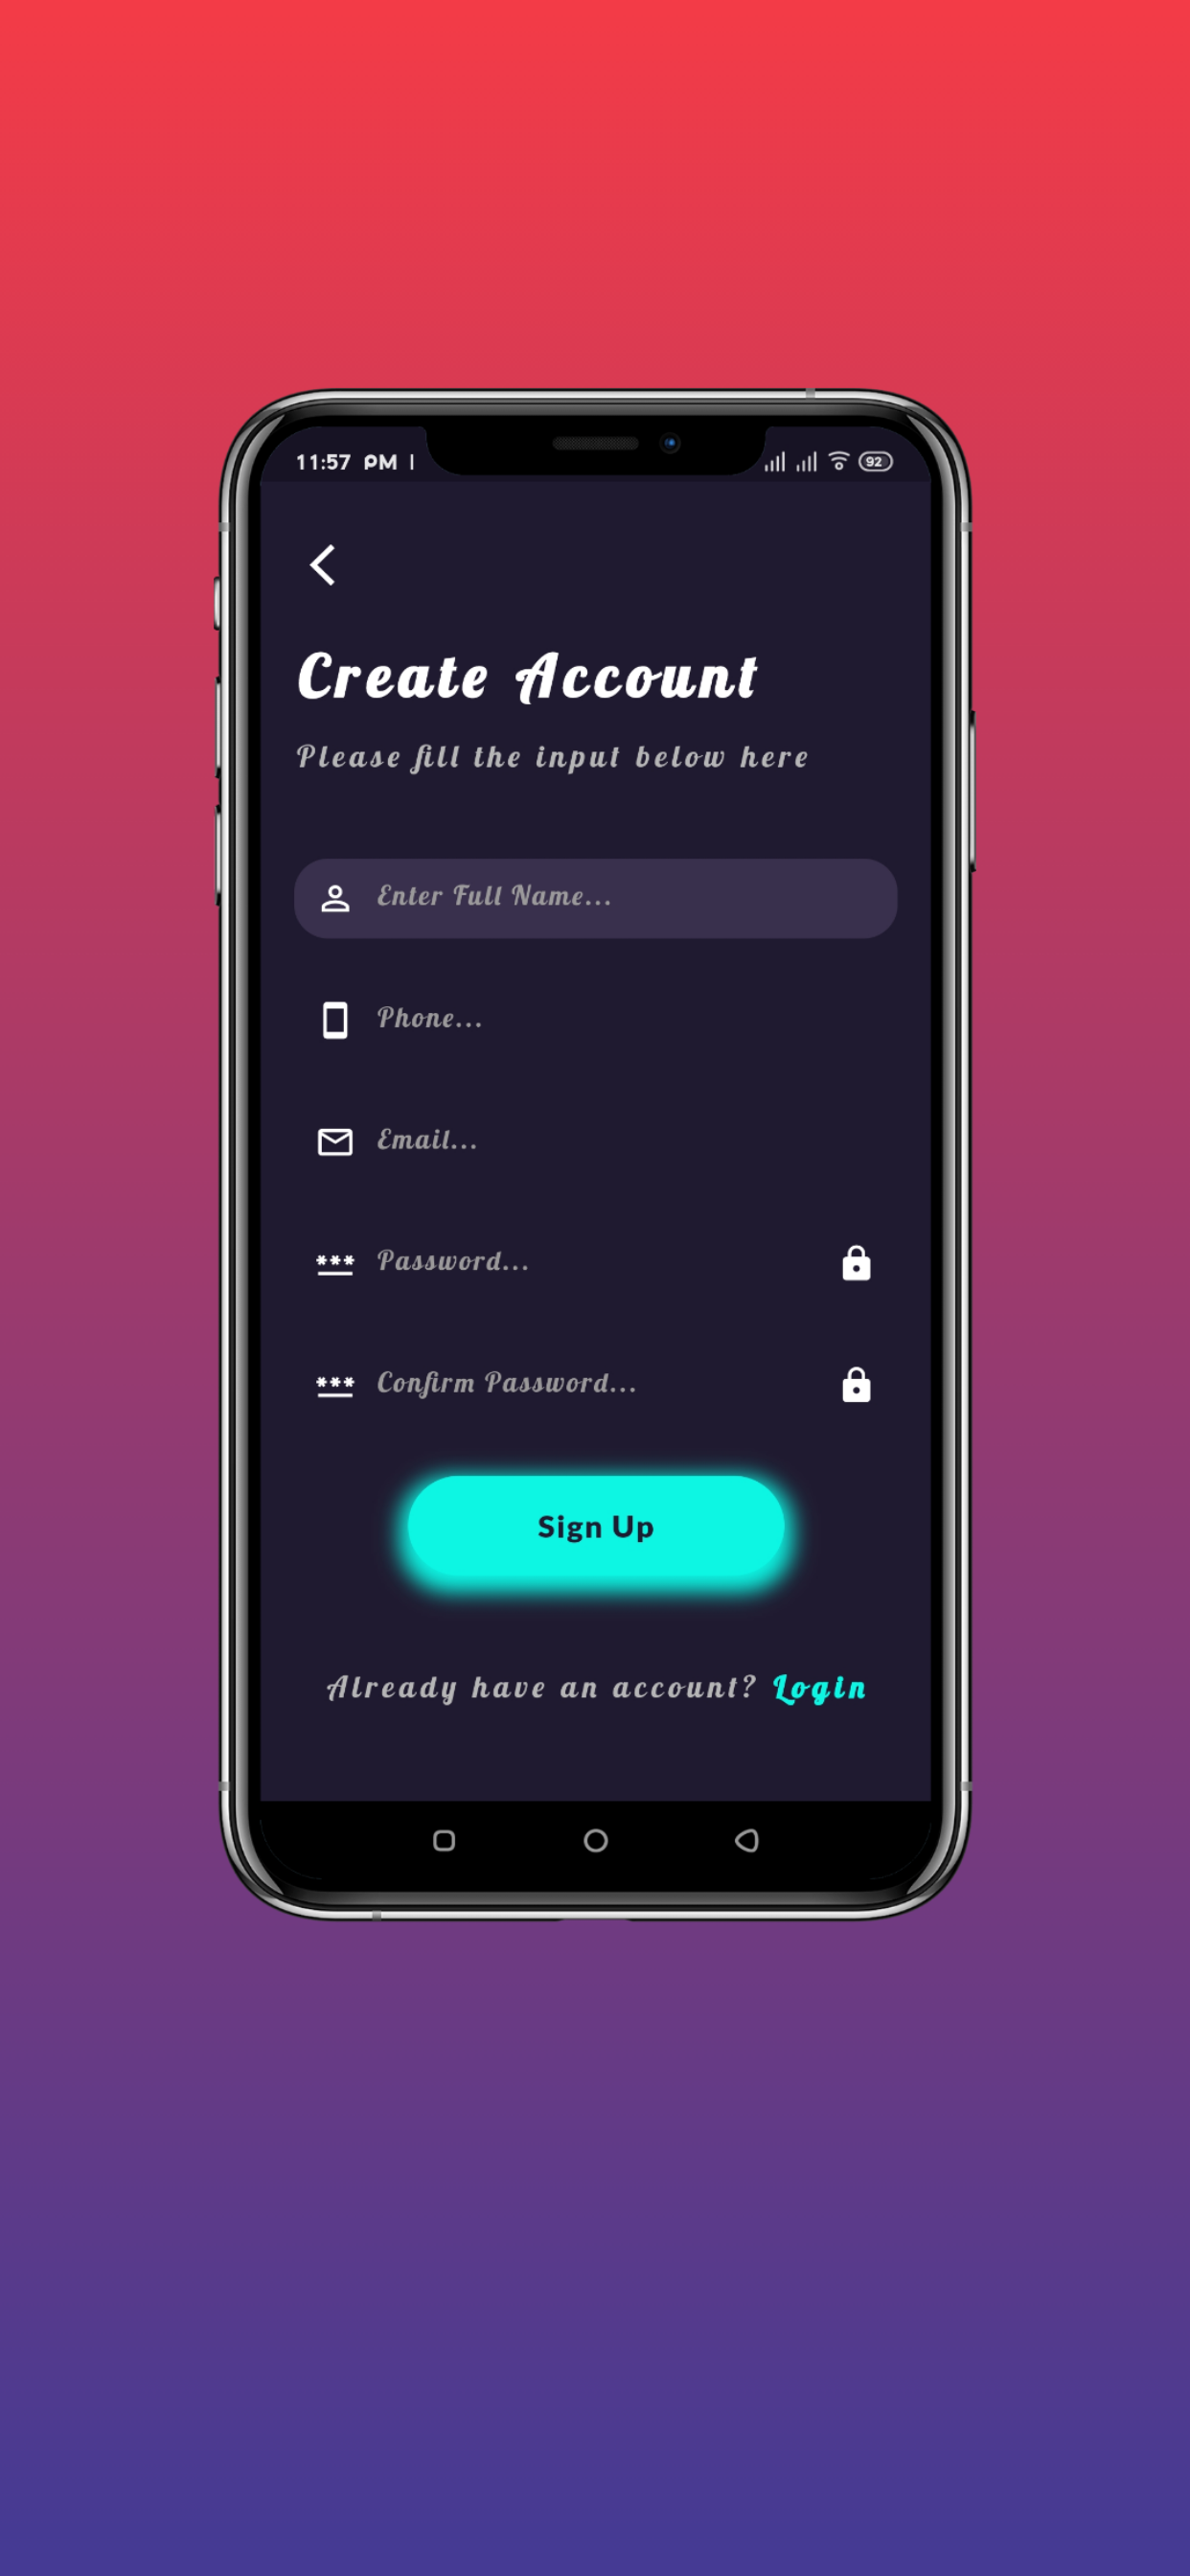 11:57 PM | 92
Create Account
Please fill the input below here
Enter Full Name...
Phone...
Email...
*** Password...
*** Confirm Password...
Sign Up
Already have an account? Login